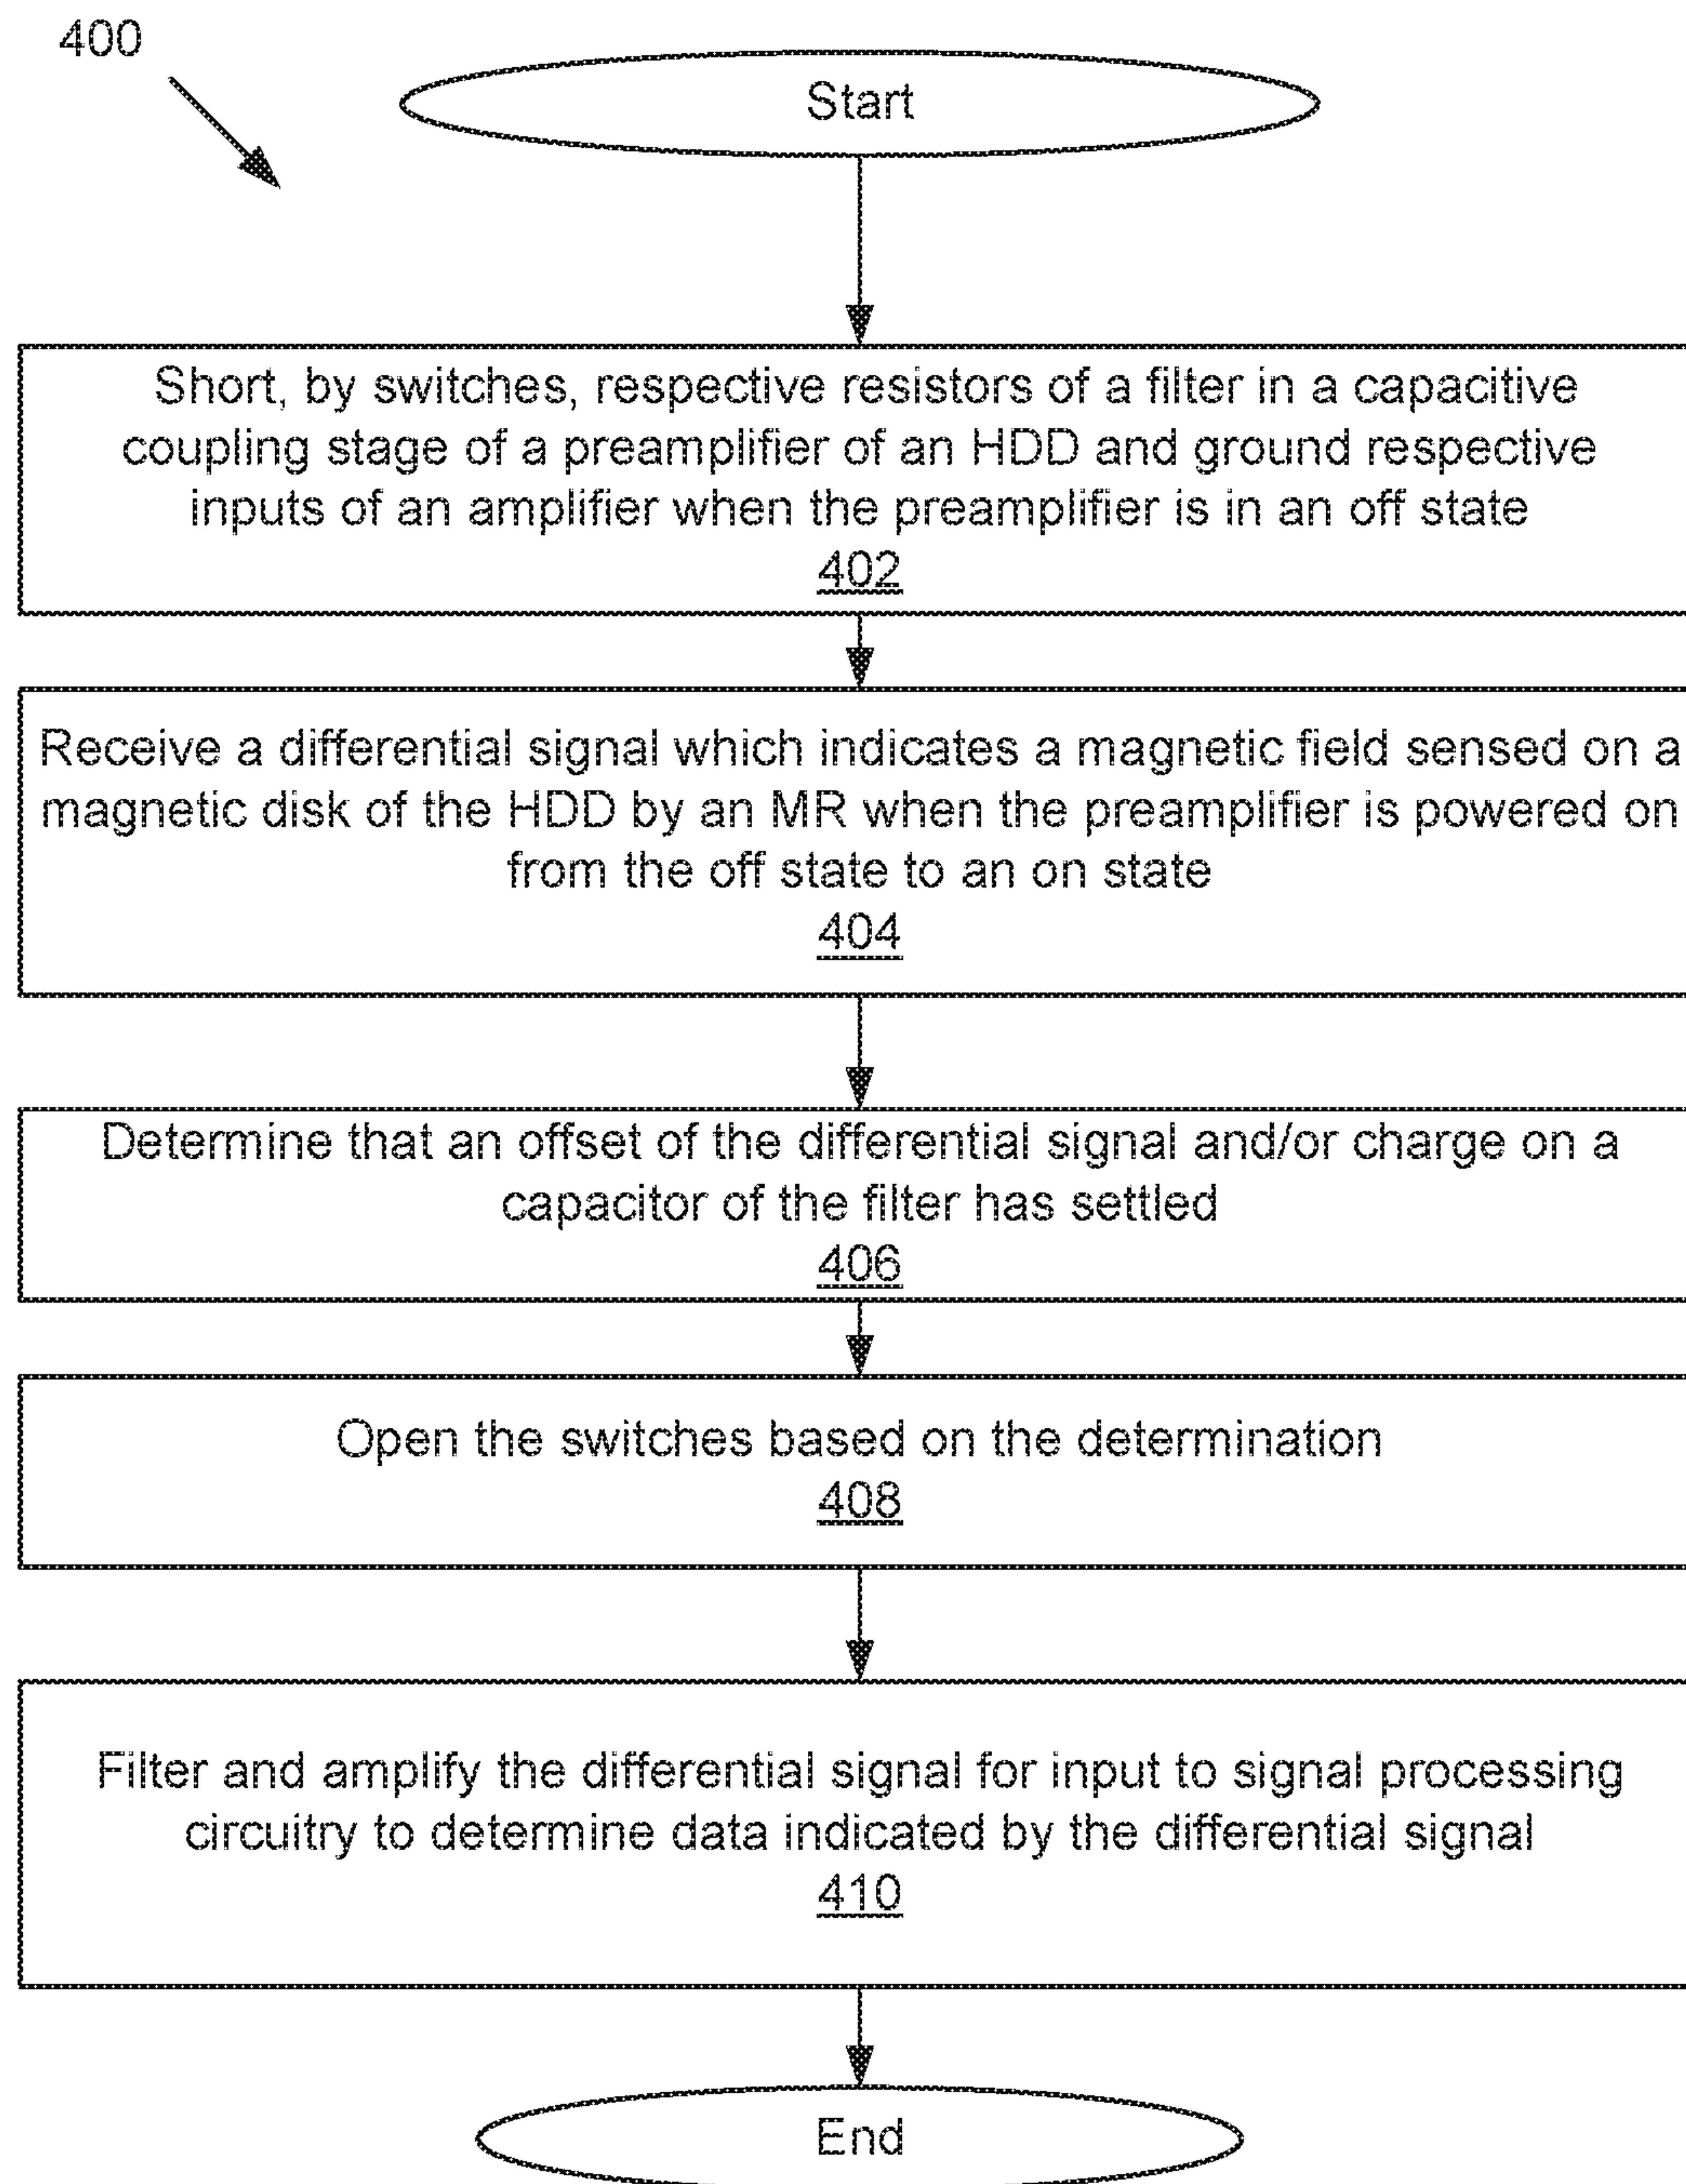 400
Start
Short, by switches, respective resistors of a filter in a capacitive
coupling stage of a preamplifier of an HDD and ground respective
inputs of an amplifier when the preamplifier is in an off state
402
Receive a differential signal which indicates a magnetic field sensed on a
magnetic disk of the HDD by an MR when the preamplifier is powered on
from the off state to an on state
404
Determine that an offset of the differential signal and/or charge on a
capacitor of the filter has settled
406
Open the switches based on the determination
408
Filter and amplify the differential signal for input to signal processing
circuitry to determine data indicated by the differential signal
410
End